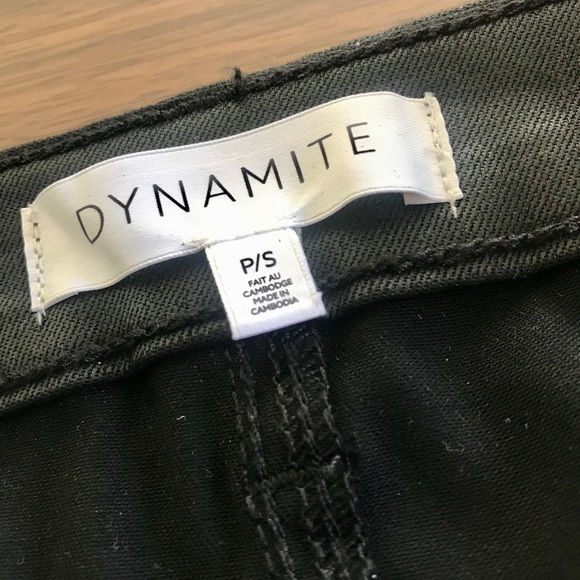 DYNAMITE
P/S
FAIT AU
CAMBODGE
MADE IN
CAMBODIA